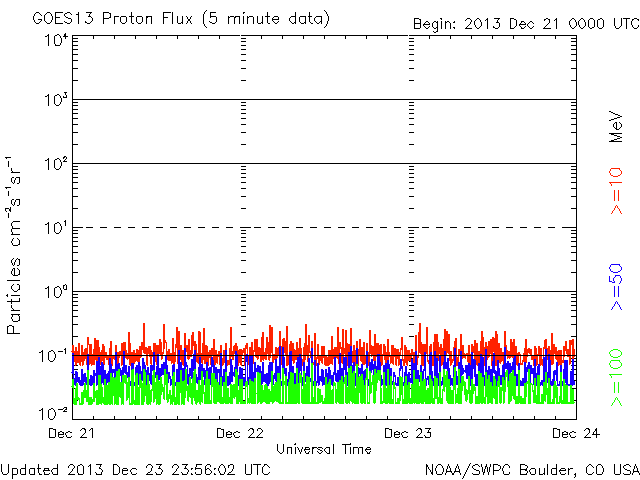 GOES13 Proton Flux (5 minute data) Begin: 2013 Dec 21 0000 UTC
10⁴
10³
10²
10¹
10⁰
10⁻¹
10⁻²
Particles cm⁻²s⁻¹sr⁻¹
MeV
>=10
>=50
>=100
Dec 21 Dec 22 Dec 23 Dec 24
Universal Time
Updated 2013 Dec 23 23:56:02 UTC NOAA/SWPC Boulder, CO USA